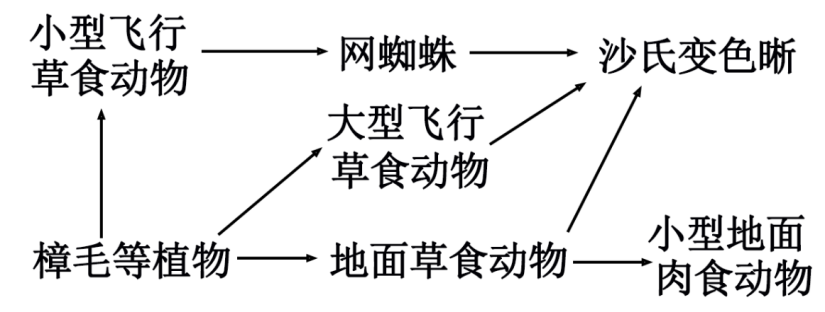 小型飞行
草食动物
网蜘蛛
沙氏变色晰
大型飞行
草食动物
樟毛等植物
地面草食动物
小型地面
肉食动物